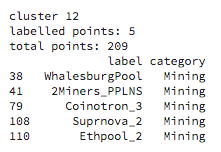 cluster 12
labelled points: 5
total points: 209
label category
38 WhalesburgPool Mining
41 2Miners_PPLNS Mining
79 Coinotron_3 Mining
108 Suprnova_2 Mining
110 Ethpool_2 Mining